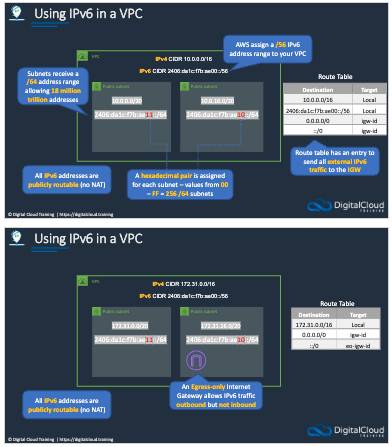 Using IPv6 in a VPC
AWS assign a /56 IPv6
address range to your VPC
VPC
IPv4 CIDR 10.0.0.0/16
IPv6 CIDR 2406:da1c:f7b:ae00::/56
Subnets receive a
/64 address range
allowing 18 million
trillion addresses
Public subnet
10.0.0.0/20
2406:da1c:f7b:ae11::/64
Public subnet
10.0.16.0/20
2406:da1c:f7b:ae10::/64
Route Table
Destination Target
10.0.0.0/16 Local
2406:da1c:f7b:ae00::/56 Local
0.0.0.0/0 igw-id
::/0 igw-id
Route table has an entry to
send all external IPv6
traffic to the IGW
All IPv6 addresses are
publicly routable (no NAT)
A hexadecimal pair is assigned
for each subnet – values from 00
– FF = 256 /64 subnets
© Digital Cloud Training | https://digitalcloud.training
DigitalCloud
TRAINING
Using IPv6 in a VPC
VPC
IPv4 CIDR 172.31.0.0/16
IPv6 CIDR 2406:da1c:f7b:ae00::/56
Public subnet
172.31.0.0/20
2406:da1c:f7b:ae13::/64
Public subnet
172.31.16.0/20
2406:da1c:f7b:ae16::/64
Route Table
Destination Target
172.31.0.0/16 Local
0.0.0.0/0 igw-id
::/0 eo-igw-id
All IPv6 addresses are
publicly routable (no NAT)
An Egress-only Internet
Gateway allows IPv6 traffic
outbound but not inbound
© Digital Cloud Training | https://digitalcloud.training
DigitalCloud
TRAINING